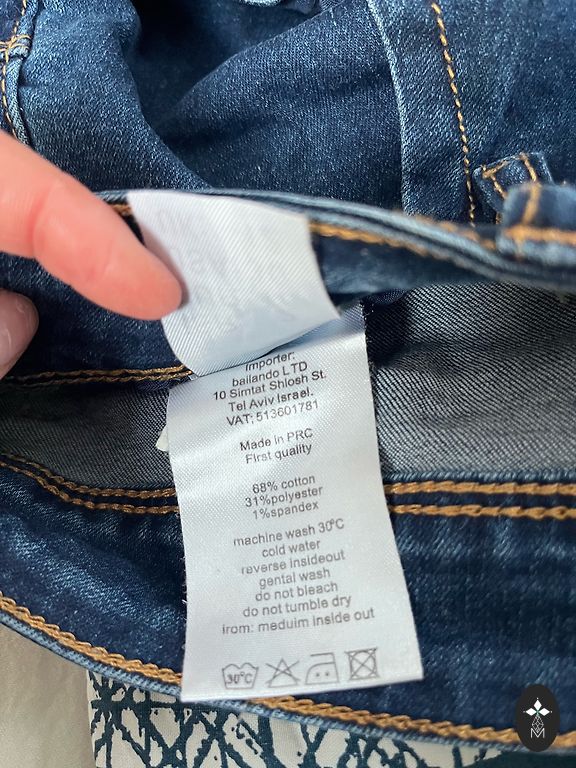 Importer:
bailando LTD
10 Simtat Shlosh St.
Tel Aviv Israel.
VAT; 513601781
Made in PRC
First quality
68% cotton
31%polyester
1%spandex
machine wash 30°C
cold water
reverse insideout
gental wash
do not bleach
do not tumble dry
irom: meduim inside out
30°C
M